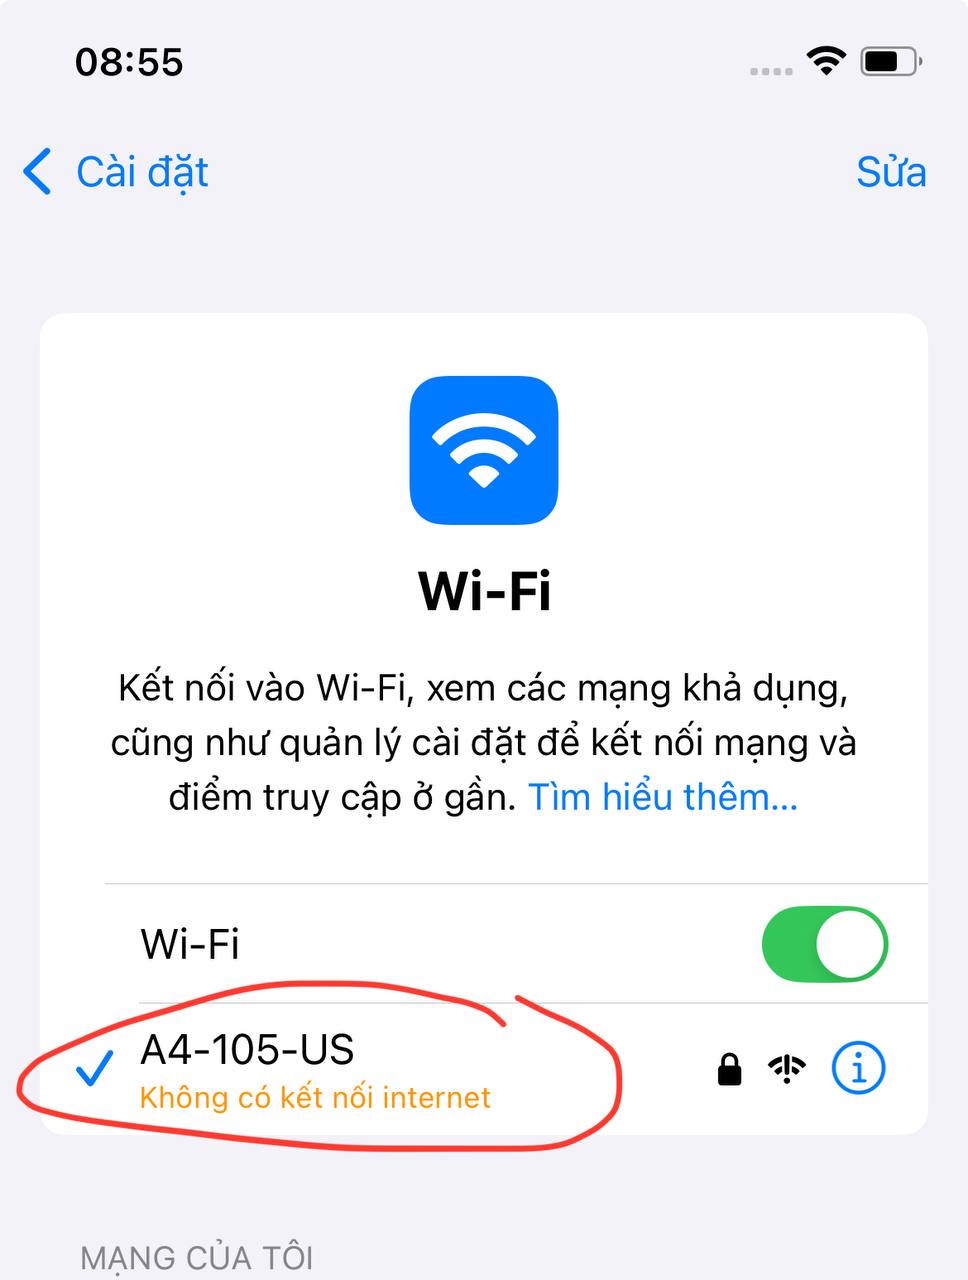 08:55
Cài đặt
Sửa
Wi-Fi
Kết nối vào Wi-Fi, xem các mạng khả dụng,
cũng như quản lý cài đặt để kết nối mạng và
điểm truy cập ở gần. Tìm hiểu thêm...
Wi-Fi
A4-105-US
Không có kết nối internet
MẠNG CỦA TÔI